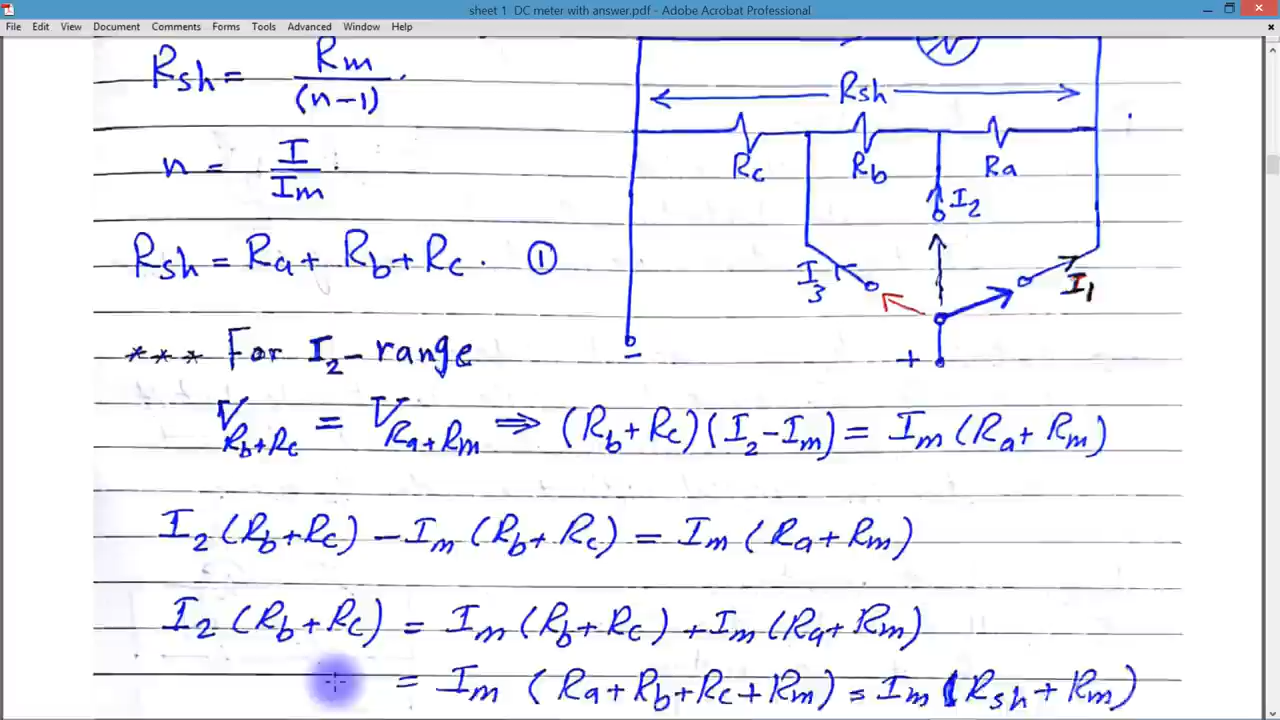 sheet 1 DC meter with answer.pdf - Adobe Acrobat Professional
File Edit View Document Comments Forms Tools Advanced Window Help
Rsh = Rm / (n-1)
n = I / Im
Rsh = Ra + Rb + Rc. ①
Rsh
Rc Rb Ra
I2
I3 I1
- +
*** For I2 - range
V Rb+Rc = V Ra+Rm ⇒ (Rb+Rc)(I2-Im) = Im(Ra+Rm)
I2(Rb+Rc) - Im(Rb+Rc) = Im(Ra+Rm)
I2(Rb+Rc) = Im(Rb+Rc) + Im(Ra+Rm)
= Im (Ra+Rb+Rc+Rm) = Im (Rsh+Rm)